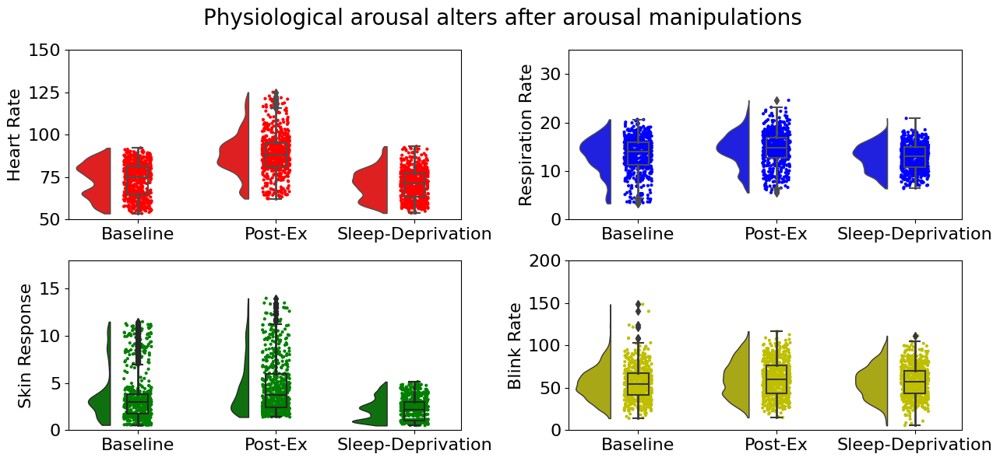 Physiological arousal alters after arousal manipulations
Heart Rate
150
125
100
75
50
Baseline Post-Ex Sleep-Deprivation
Respiration Rate
30
20
10
0
Baseline Post-Ex Sleep-Deprivation
Skin Response
15
10
5
0
Baseline Post-Ex Sleep-Deprivation
Blink Rate
200
150
100
50
0
Baseline Post-Ex Sleep-Deprivation